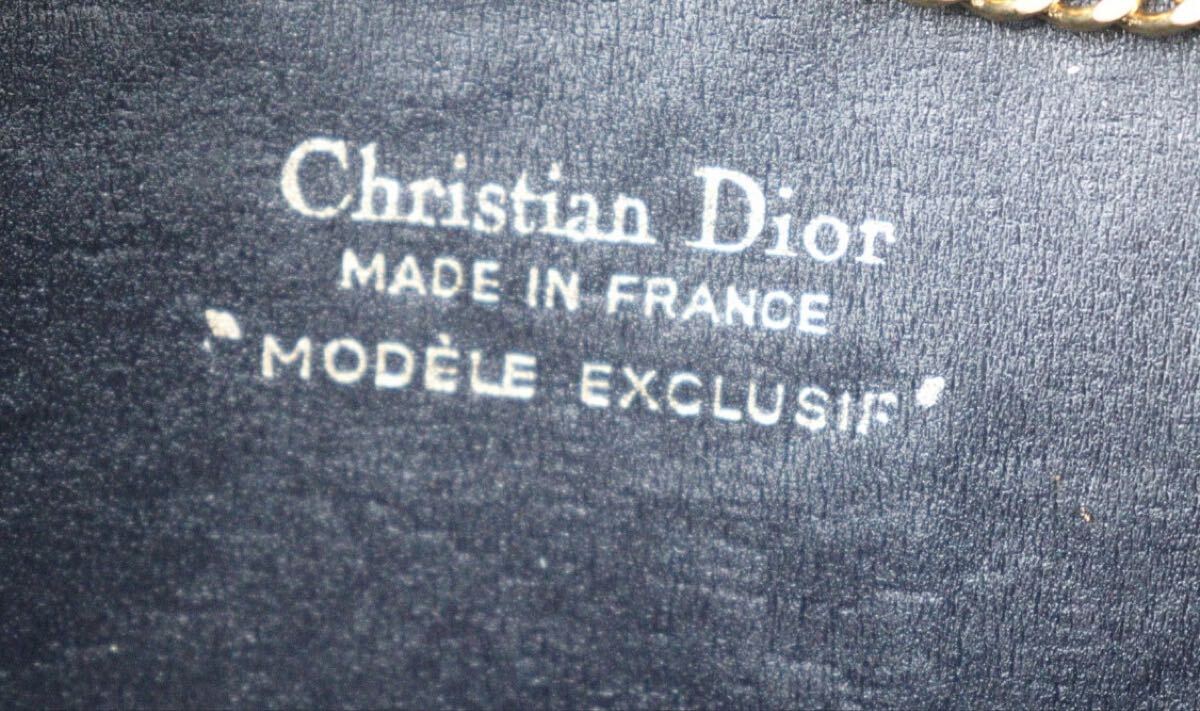 Christian Dior
MADE IN FRANCE
"MODÈLE EXCLUSIF"